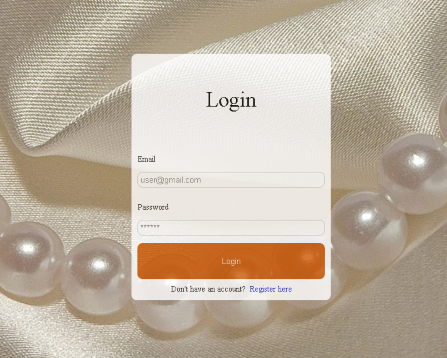 Login
Email
user@gmail.com
Password
******
Login
Don't have an account? Register here